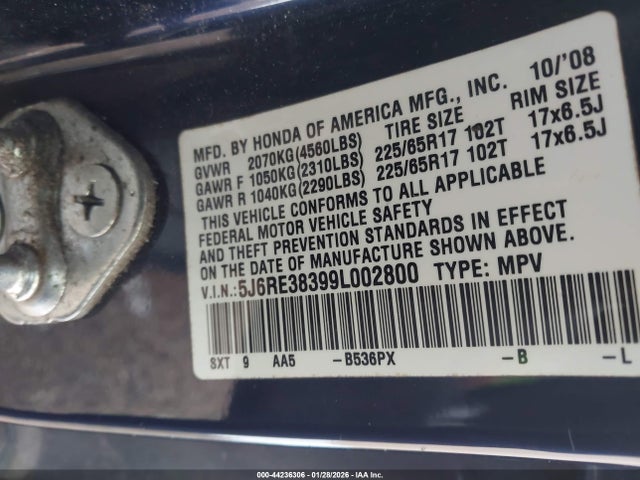 MFD. BY HONDA OF AMERICA MFG., INC. 10/'08
GVWR 2070KG(4560LBS) TIRE SIZE RIM SIZE
GAWR F 1050KG(2310LBS) 225/65R17 102T 17x6.5J
GAWR R 1040KG(2290LBS) 225/65R17 102T 17x6.5J
THIS VEHICLE CONFORMS TO ALL APPLICABLE
FEDERAL MOTOR VEHICLE SAFETY
AND THEFT PREVENTION STANDARDS IN EFFECT
ON THE DATE OF MANUFACTURE SHOWN ABOVE.
V.I.N.: 5J6RE38399L002800 TYPE: MPV
SXT 9 AA5 -B536PX -B -L
000-44236306 | 01/28/2026 | IAA Inc.